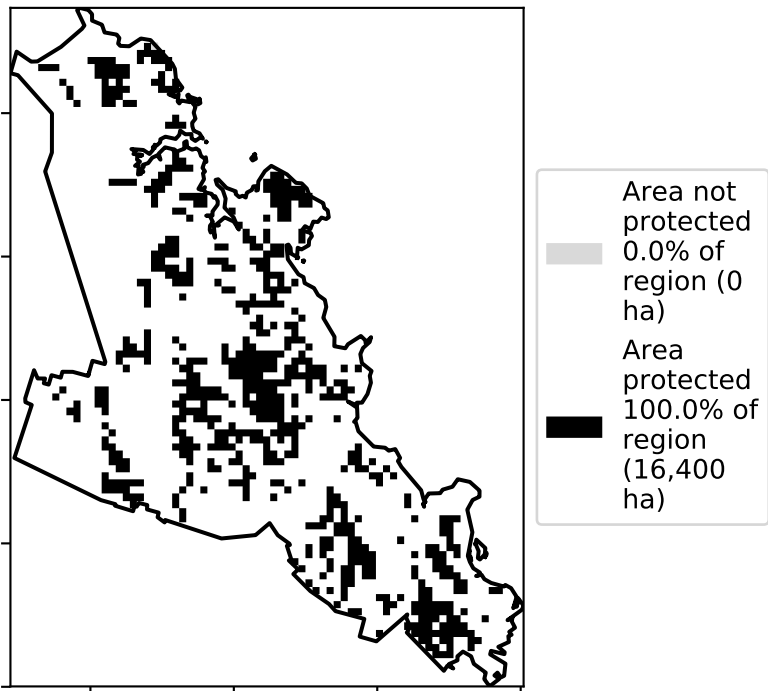 Area not
protected
0.0% of
region (0
ha)
Area
protected
100.0% of
region
(16,400
ha)